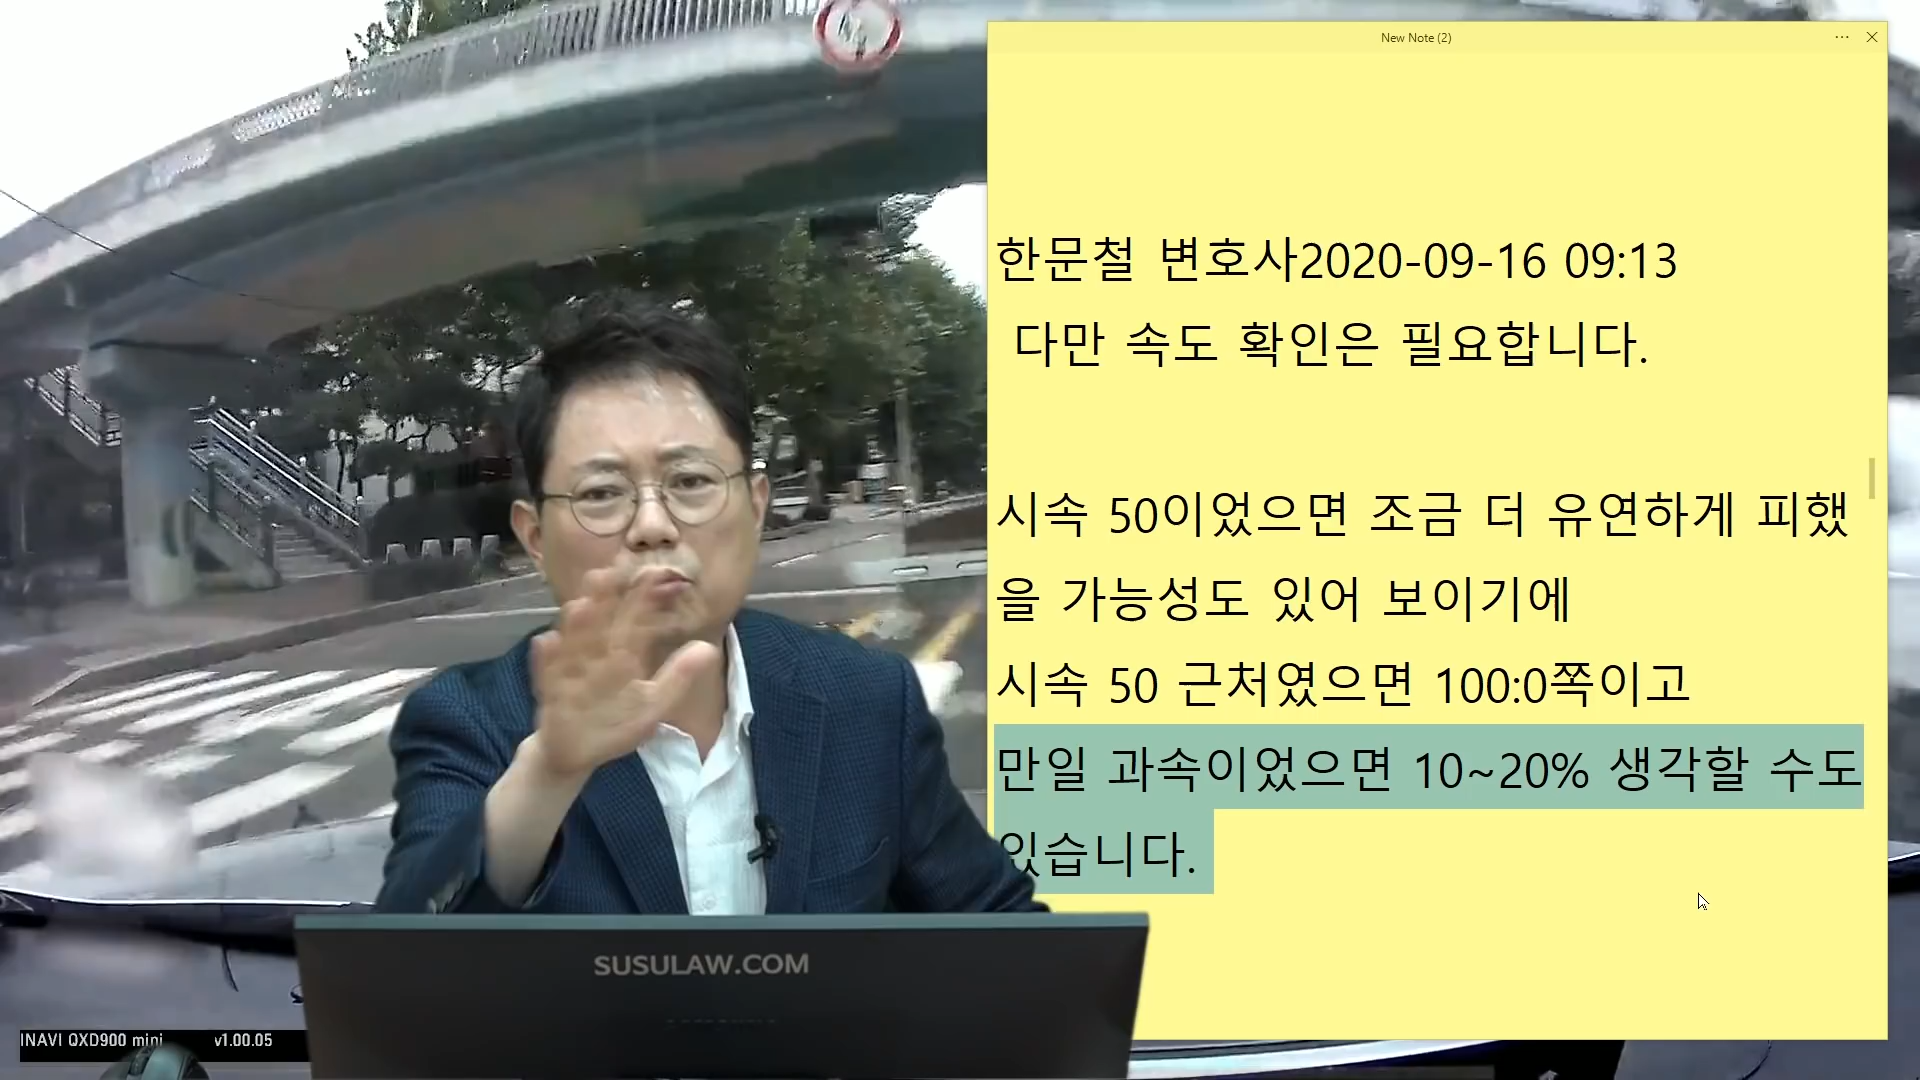 New Note (2)
한문철 변호사2020-09-16 09:13
다만 속도 확인은 필요합니다.
시속 50이었으면 조금 더 유연하게 피했
을 가능성도 있어 보이기에
시속 50 근처였으면 100:0쪽이고
만일 과속이었으면 10~20% 생각할 수도
있습니다.
SUSULAW.COM
INAVI QXD900 mini v1.00.05